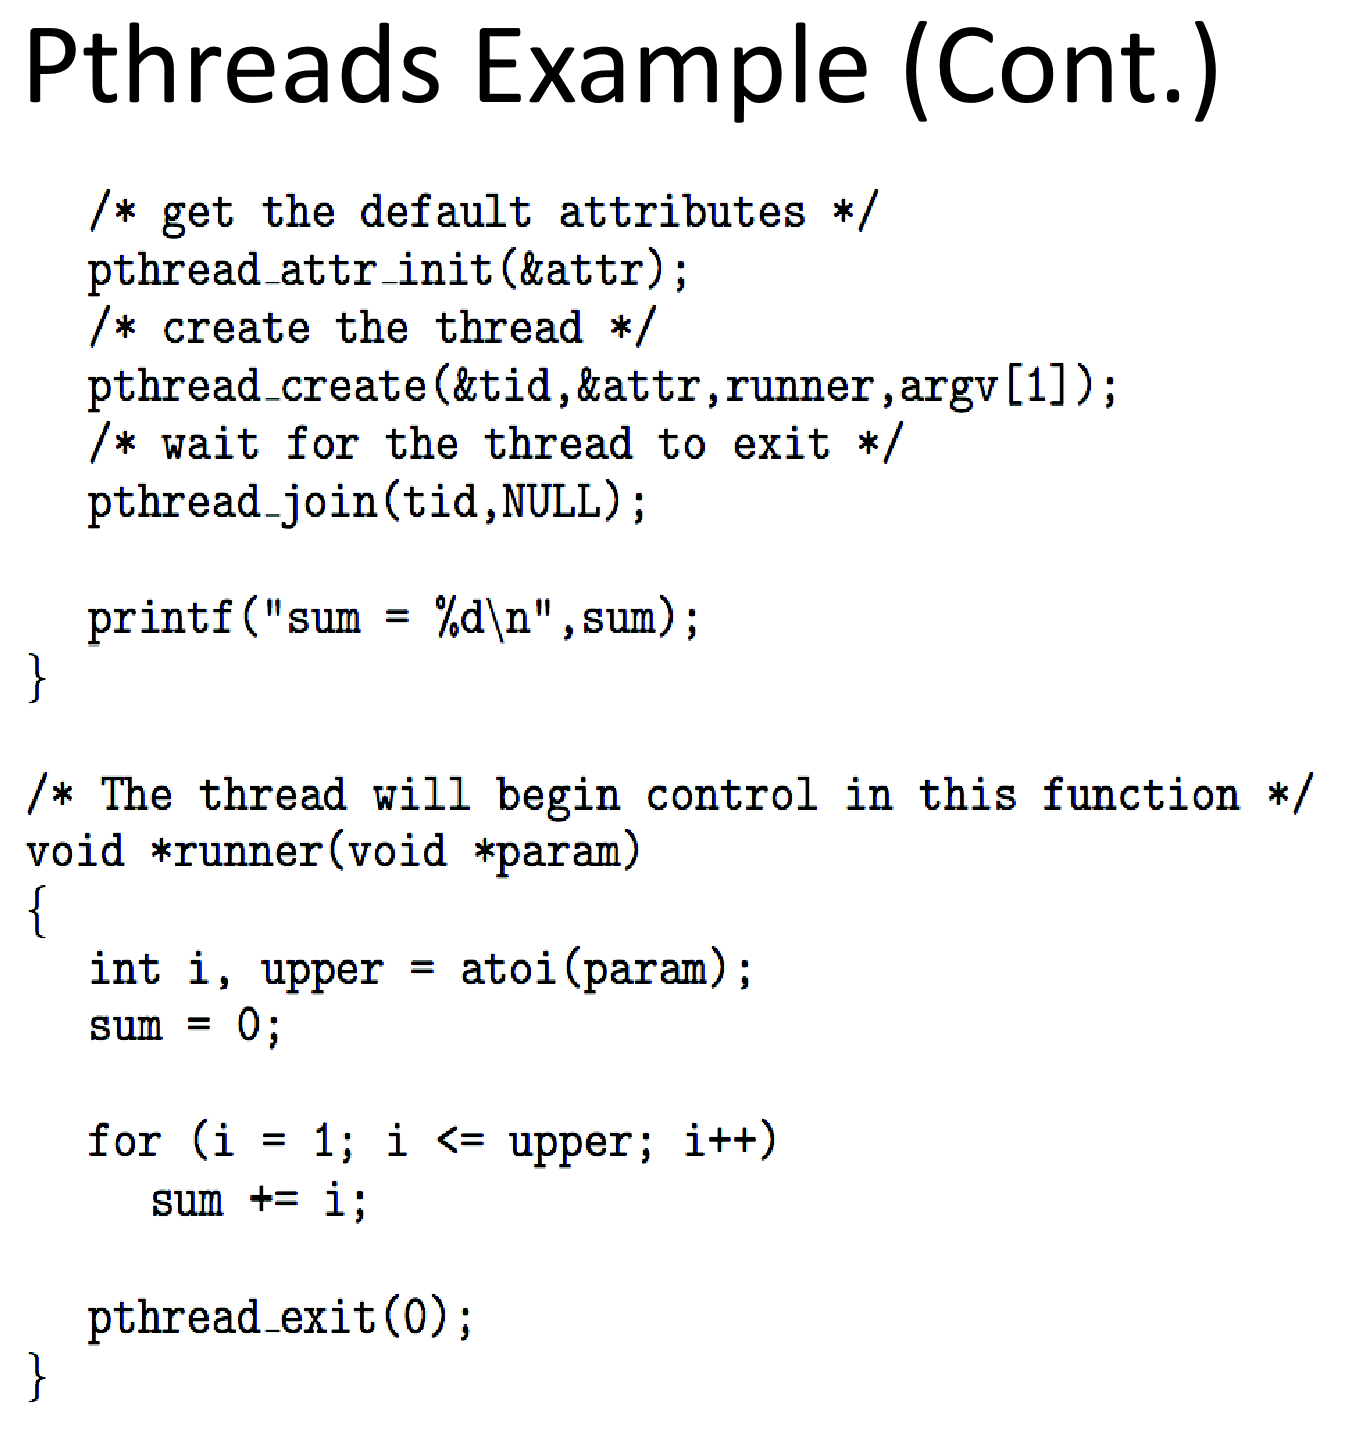 Pthreads Example (Cont.)
/* get the default attributes */
pthread_attr_init(&attr);
/* create the thread */
pthread_create(&tid,&attr,runner,argv[1]);
/* wait for the thread to exit */
pthread_join(tid,NULL);
printf("sum = %d\n",sum);
}
/* The thread will begin control in this function */
void *runner(void *param)
{
int i, upper = atoi(param);
sum = 0;
for (i = 1; i <= upper; i++)
sum += i;
pthread_exit(0);
}